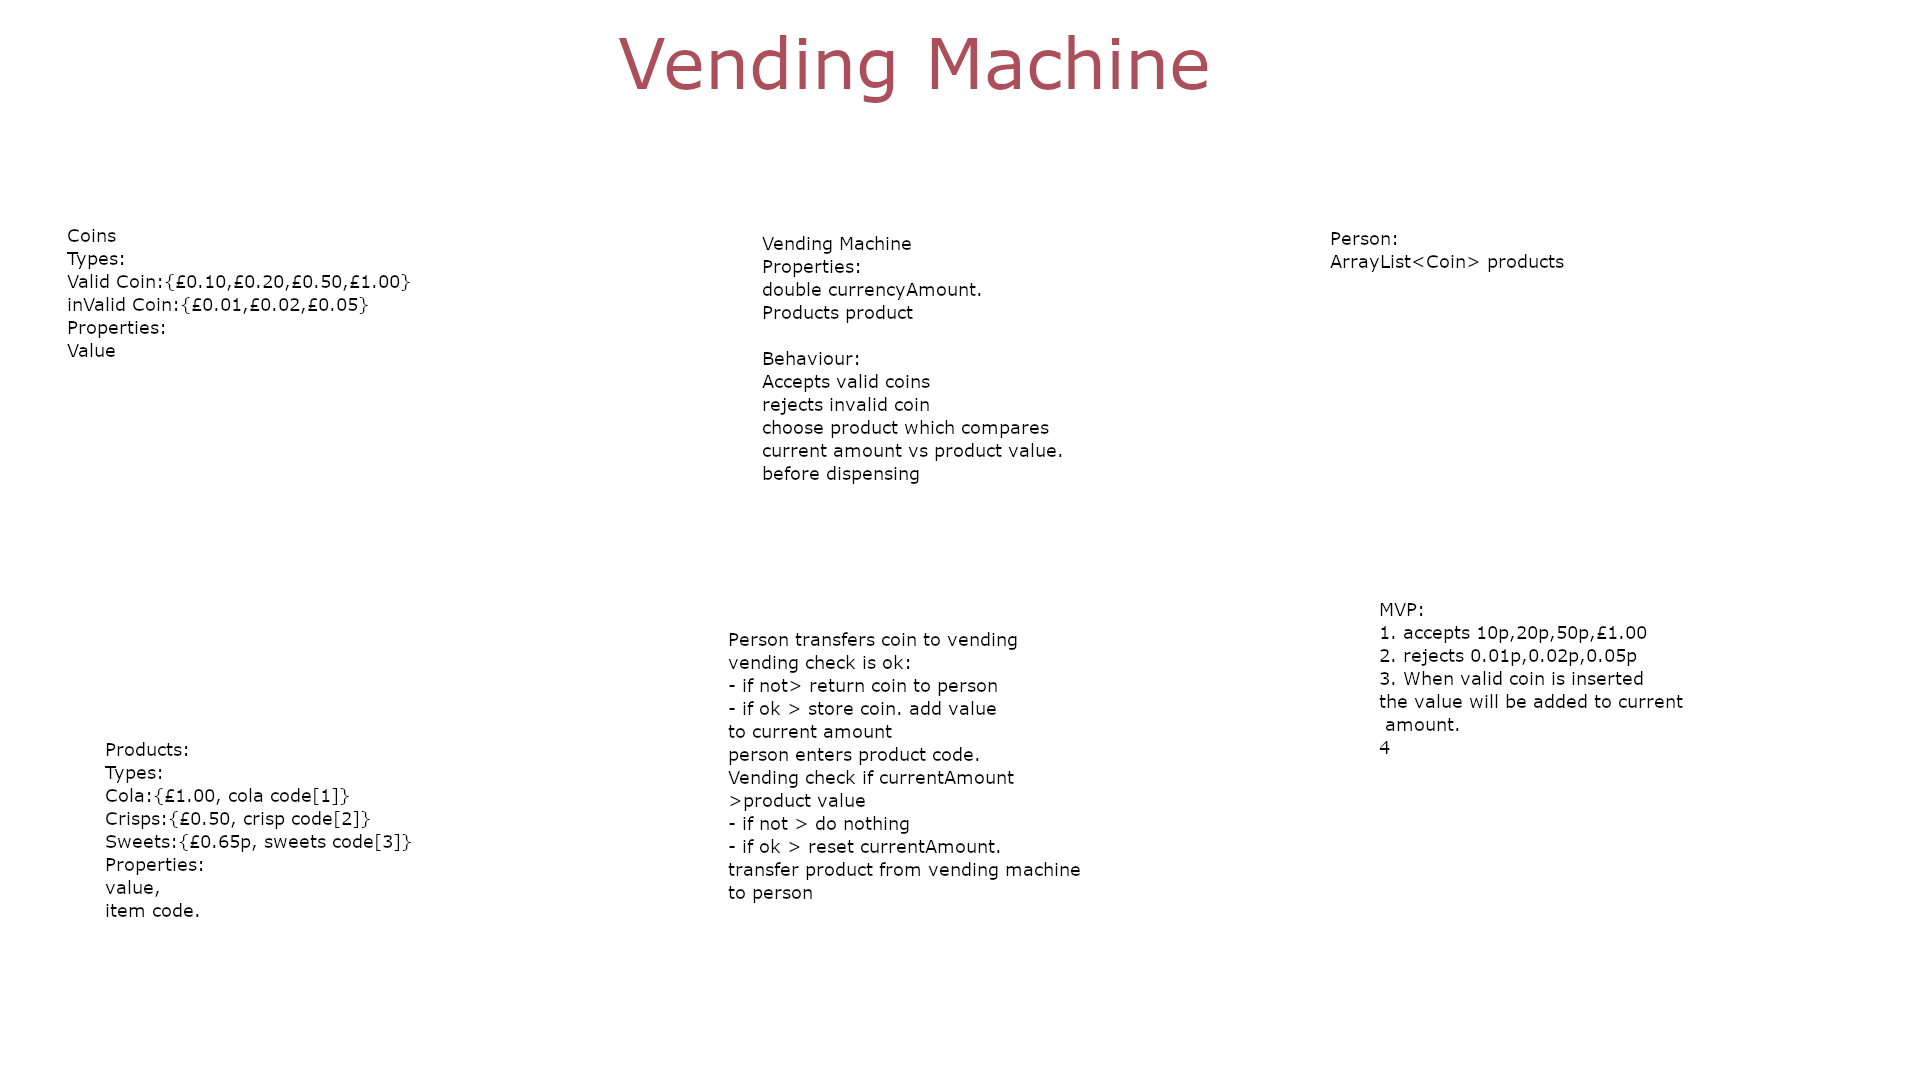 Vending Machine
Coins
Types:
Valid Coin:{£0.10,£0.20,£0.50,£1.00}
inValid Coin:{£0.01,£0.02,£0.05}
Properties:
Value
Vending Machine
Properties:
double currencyAmount.
Products product
Behaviour:
Accepts valid coins
rejects invalid coin
choose product which compares
current amount vs product value.
before dispensing
Person:
ArrayList<Coin> products
Products:
Types:
Cola:{£1.00, cola code[1]}
Crisps:{£0.50, crisp code[2]}
Sweets:{£0.65p, sweets code[3]}
Properties:
value,
item code.
Person transfers coin to vending
vending check is ok:
- if not> return coin to person
- if ok > store coin. add value
to current amount
person enters product code.
Vending check if currentAmount
>product value
- if not > do nothing
- if ok > reset currentAmount.
transfer product from vending machine
to person
MVP:
1. accepts 10p,20p,50p,£1.00
2. rejects 0.01p,0.02p,0.05p
3. When valid coin is inserted
the value will be added to current
amount.
4